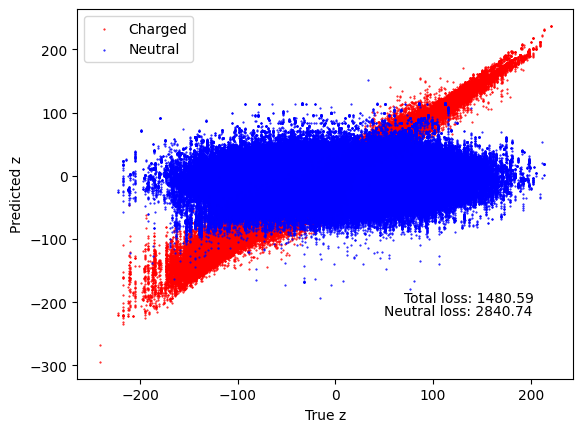 Charged
Neutral
200
100
0
−100
−200
−300
Predicted z
Total loss: 1480.59
Neutral loss: 2840.74
−200
−100
0
100
200
True z